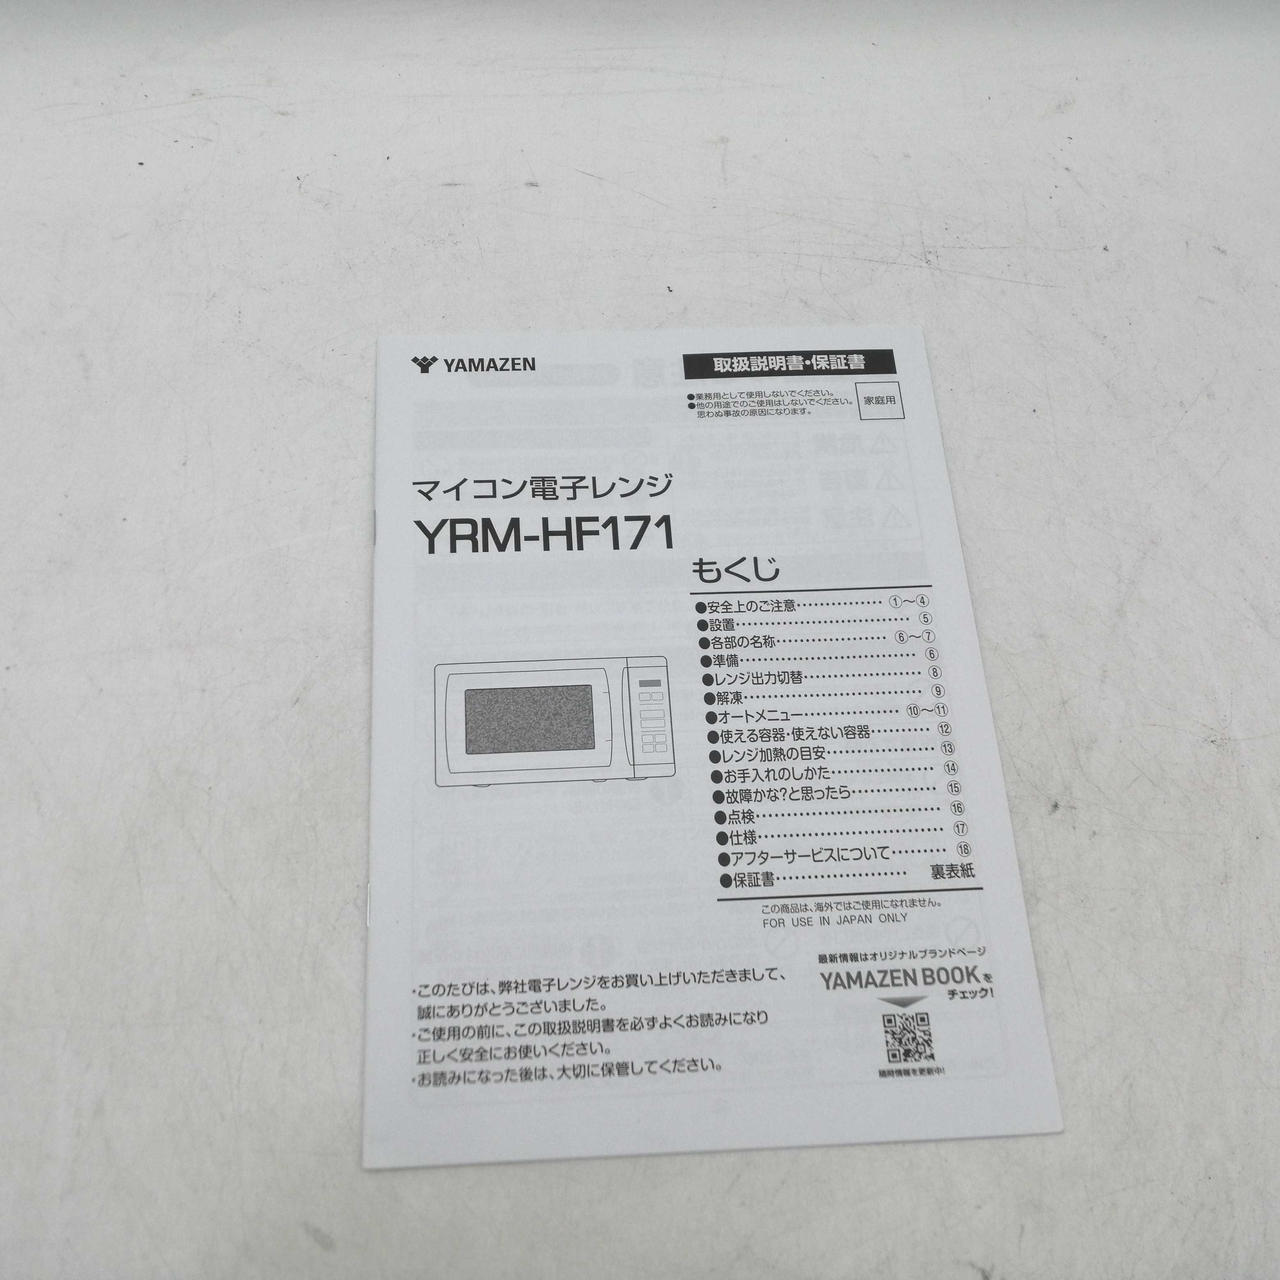 YAMAZEN
取扱説明書・保証書
●業務用として使用しないでください。
●他の用途でのご使用はしないでください。
思わぬ事故の原因になります。
家庭用
マイコン電子レンジ
YRM-HF171
もくじ
●安全上のご注意・・・・・・・・・・・・・・・ ①～④
●設置・・・・・・・・・・・・・・・・・・・・・・・・・・・・・ ⑤
●各部の名称・・・・・・・・・・・・・・・・・・・ ⑥～⑦
●準備・・・・・・・・・・・・・・・・・・・・・・・・・・・・・ ⑥
●レンジ出力切替・・・・・・・・・・・・・・・・・・・・ ⑧
●解凍・・・・・・・・・・・・・・・・・・・・・・・・・・・・・ ⑨
●オートメニュー・・・・・・・・・・・・・・・・ ⑩～⑪
●使える容器・使えない容器・・・・・・・・・・ ⑫
●レンジ加熱の目安・・・・・・・・・・・・・・・・・・ ⑬
●お手入れのしかた・・・・・・・・・・・・・・・・・ ⑭
●故障かな?と思ったら・・・・・・・・・・・・・・ ⑮
●点検・・・・・・・・・・・・・・・・・・・・・・・・・・・・・・ ⑯
●仕様・・・・・・・・・・・・・・・・・・・・・・・・・・・・・・ ⑰
●アフターサービスについて・・・・・・・・・ ⑱
●保証書・・・・・・・・・・・・・・・・・・・・・ 裏表紙
この商品は、海外ではご使用になれません。
FOR USE IN JAPAN ONLY
・このたびは、弊社電子レンジをお買い上げいただきまして、
誠にありがとうございました。
・ご使用の前に、この取扱説明書を必ずよくお読みになり
正しく安全にお使いください。
・お読みになった後は、大切に保管してください。
最新情報はオリジナルブランドページ
YAMAZEN BOOKを
チェック!
随時情報を更新中!